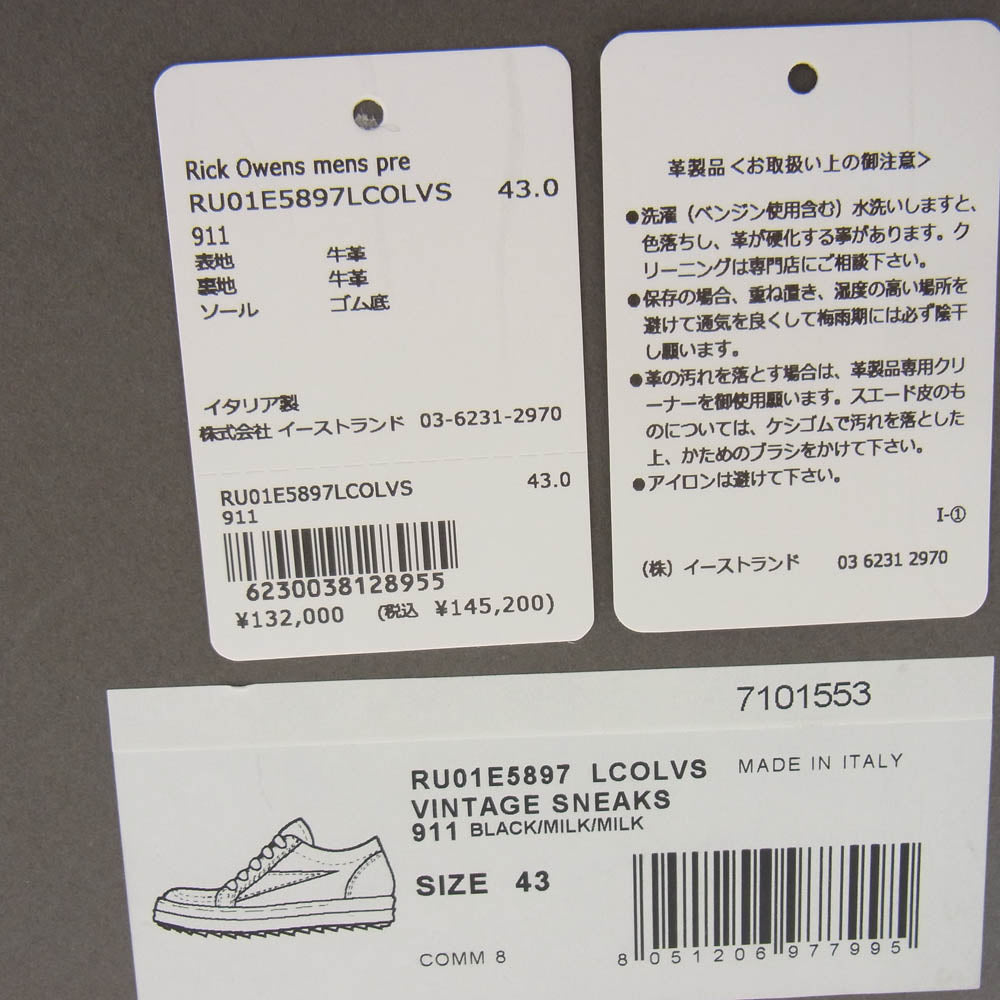 Rick Owens mens pre
RU01E5897LCOLVS 43.0
911
表地 牛革
裏地 牛革
ソール ゴム底
イタリア製
株式会社 イーストランド 03-6231-2970
RU01E5897LCOLVS 43.0
911
6230038128955
¥132,000 (税込 ¥145,200)
革製品<お取扱い上の御注意>
●洗濯(ベンジン使用含む)水洗いしますと、
色落ちし、革が硬化する事があります。ク
リーニングは専門店にご相談下さい。
●保存の場合、重ね置き、湿度の高い場所を
避けて通気を良くして梅雨期には必ず陰干
し願います。
●革の汚れを落とす場合は、革製品専用クリ
ーナーを御使用願います。スエード皮のも
のについては、ケシゴムで汚れを落とした
上、かためのブラシをかけて下さい。
●アイロンは避けて下さい。
I-①
(株)イーストランド 03 6231 2970
7101553
RU01E5897 LCOLVS MADE IN ITALY
VINTAGE SNEAKS
911 BLACK/MILK/MILK
SIZE 43
COMM 8
8 051206 977995